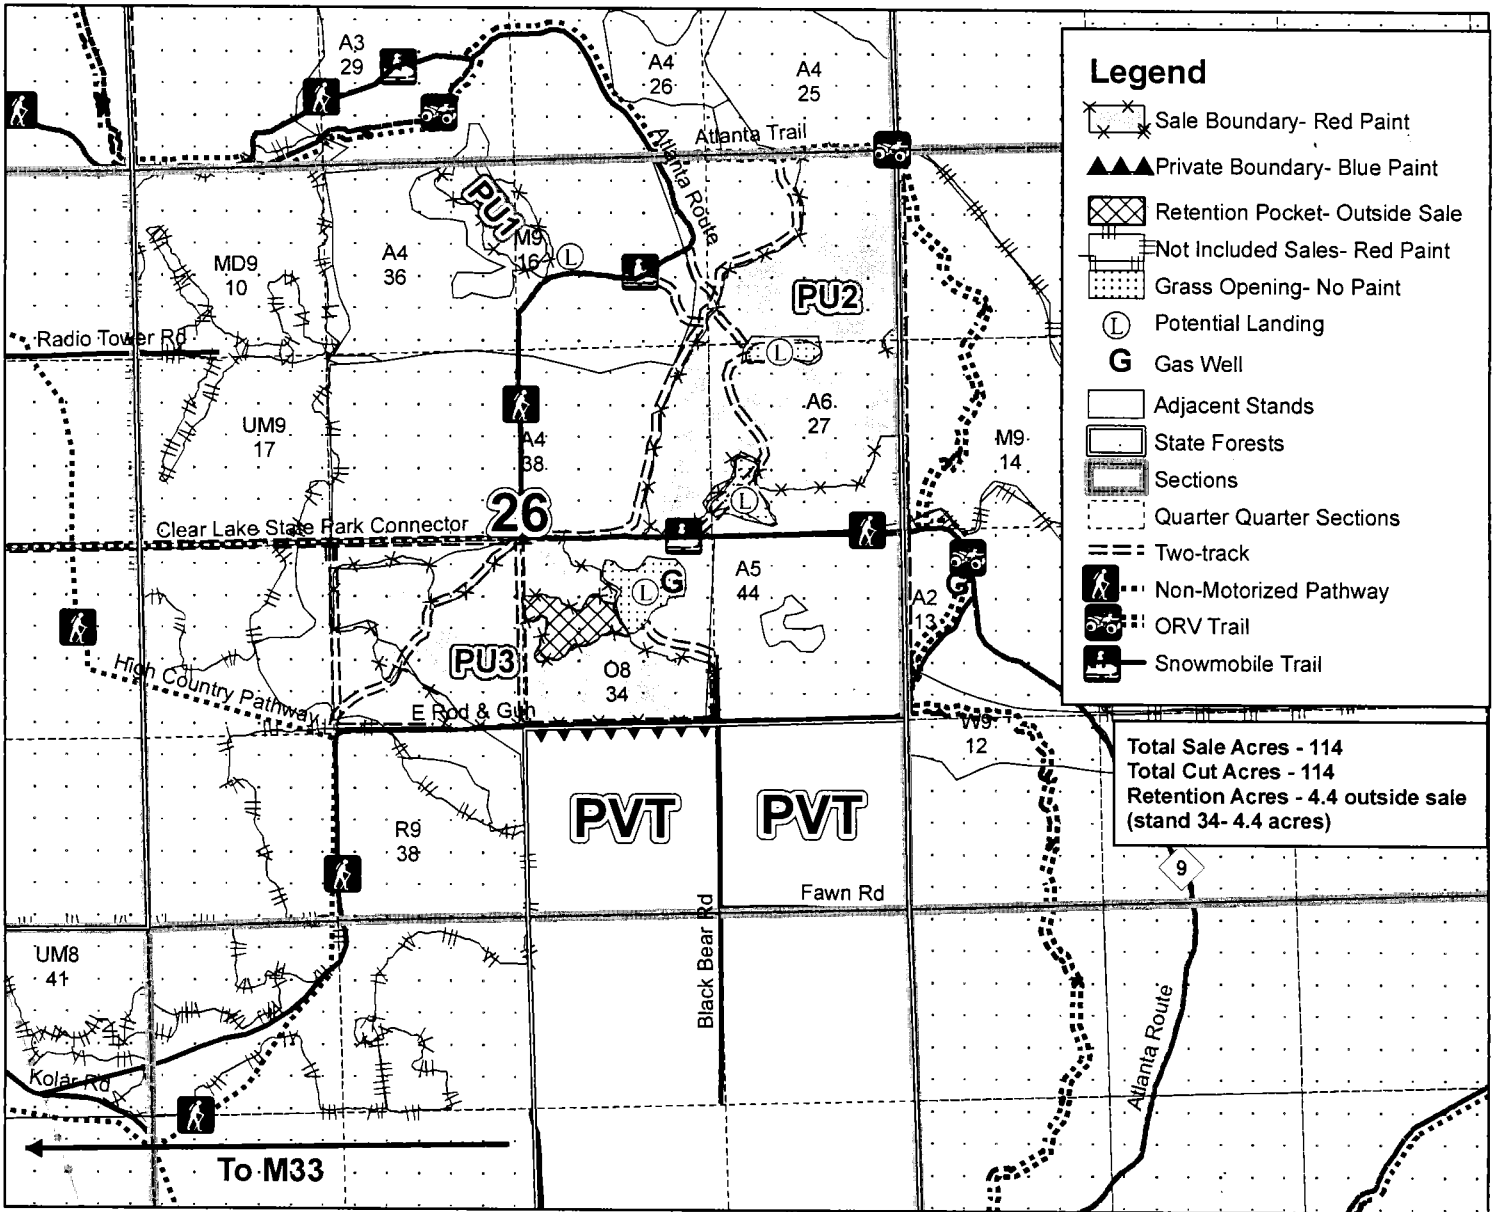 A3
29
A4
26
A4
25
Atlanta Trail
Atlanta Route
PU1
M9
16
L
A4
36
MD9
10
PU2
Radio Tower Rd
L
A6
27
UM9
17
A4
38
M9
14
L
26
Clear Lake State Park Connector
G
L
A5
44
G
A2
13
PU3
O8
34
High Country Pathway
E Rod & Gun
W9
12
PVT
PVT
R9
38
Fawn Rd
Black Bear Rd
9
UM8
41
Atlanta Route
Kolar Rd
To M33
Legend
Sale Boundary- Red Paint
Private Boundary- Blue Paint
Retention Pocket- Outside Sale
Not Included Sales- Red Paint
Grass Opening- No Paint
L Potential Landing
G Gas Well
Adjacent Stands
State Forests
Sections
Quarter Quarter Sections
Two-track
Non-Motorized Pathway
ORV Trail
Snowmobile Trail
Total Sale Acres - 114
Total Cut Acres - 114
Retention Acres - 4.4 outside sale
(stand 34- 4.4 acres)